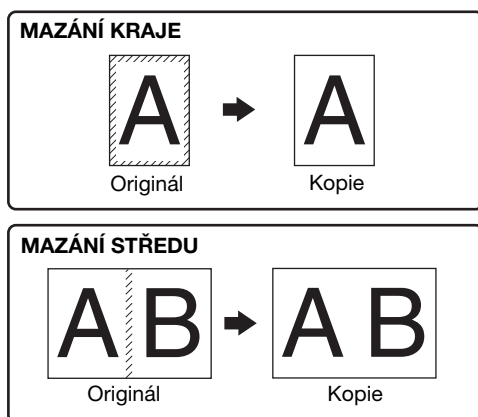 MAZÁNÍ KRAJE
A A
Originál Kopie
MAZÁNÍ STŘEDU
A B A B
Originál Kopie